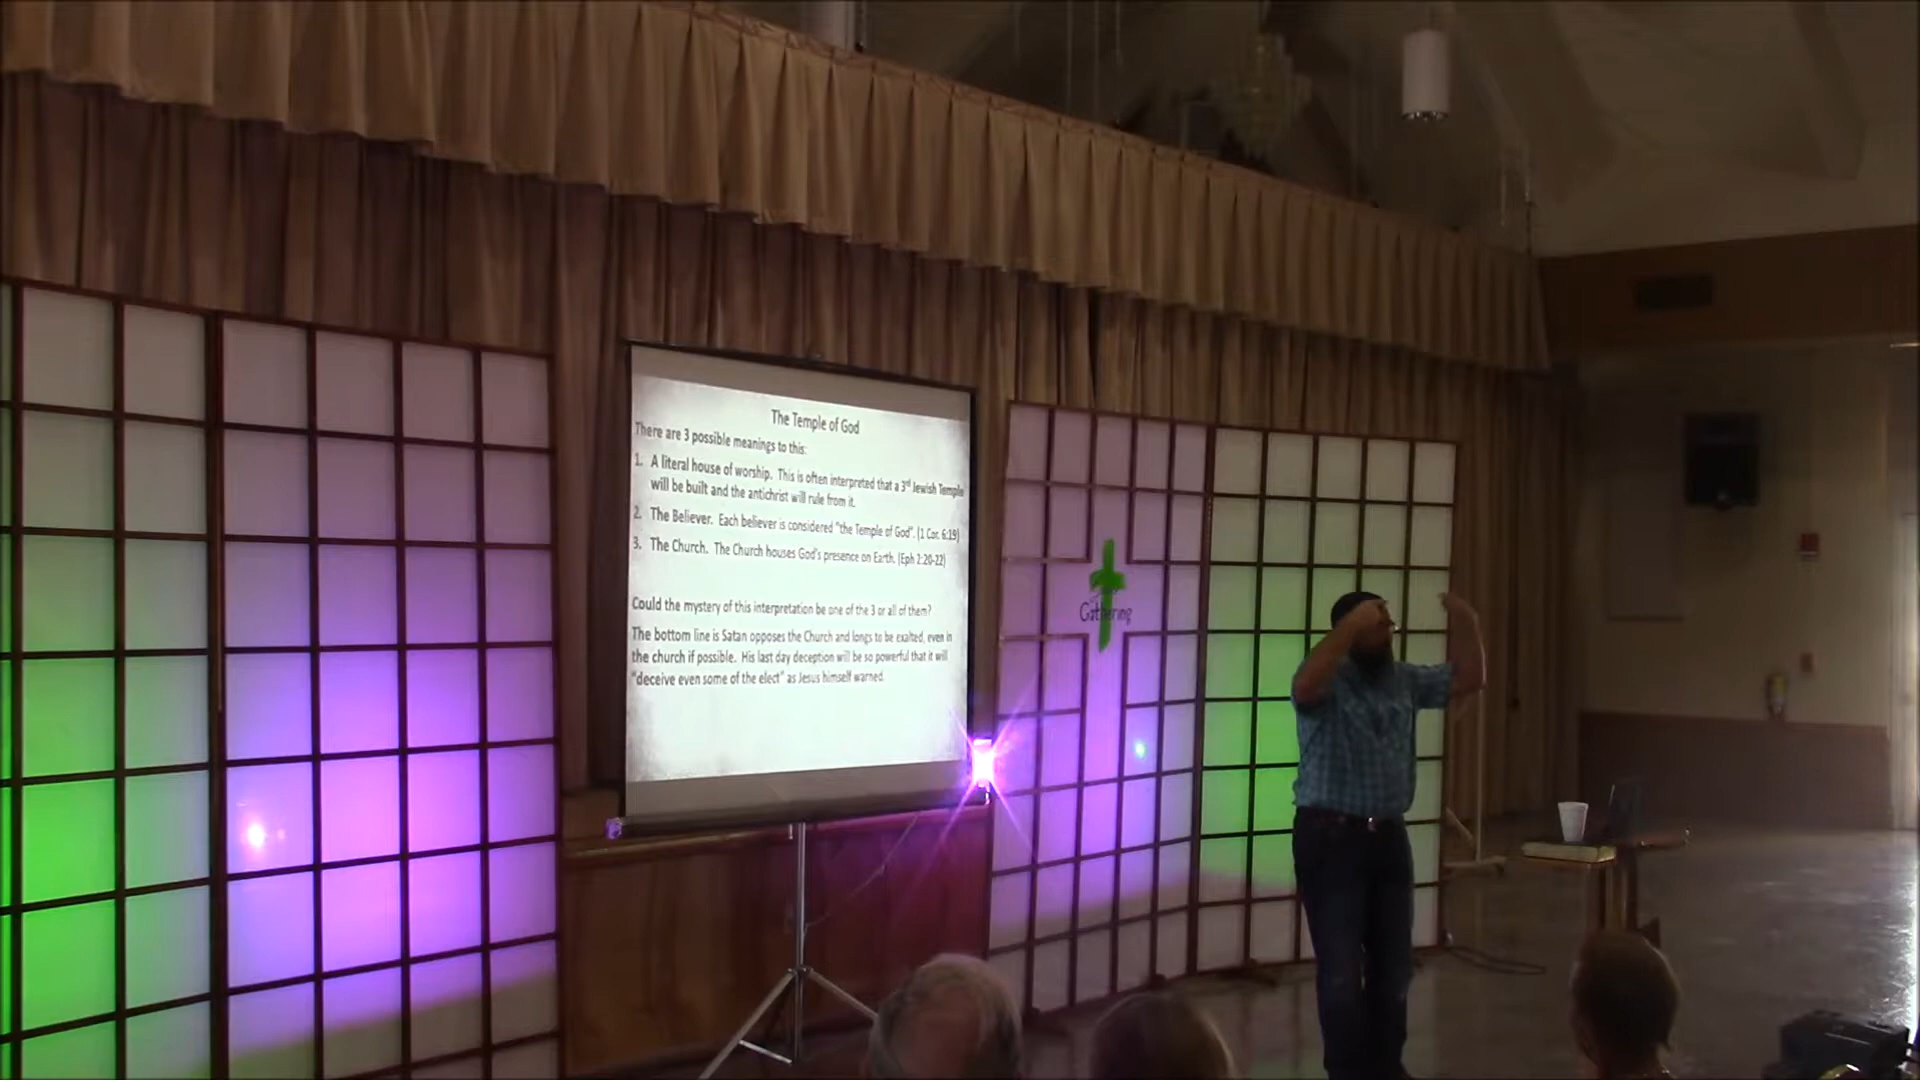 The Temple of God
There are 3 possible meanings to this:
1. A literal house of worship. This is often interpreted that a 3rd Jewish Temple
will be built and the antichrist will rule from it.
2. The Believer. Each believer is considered "the Temple of God". (1 Cor. 6:19)
3. The Church. The Church houses God's presence on Earth. (Eph 2:20-22)
Could the mystery of this interpretation be one of the 3 or all of them?
The bottom line is Satan opposes the Church and longs to be exalted, even in
the church if possible. His last day deception will be so powerful that it will
"deceive even some of the elect" as Jesus himself warned.
Gathering